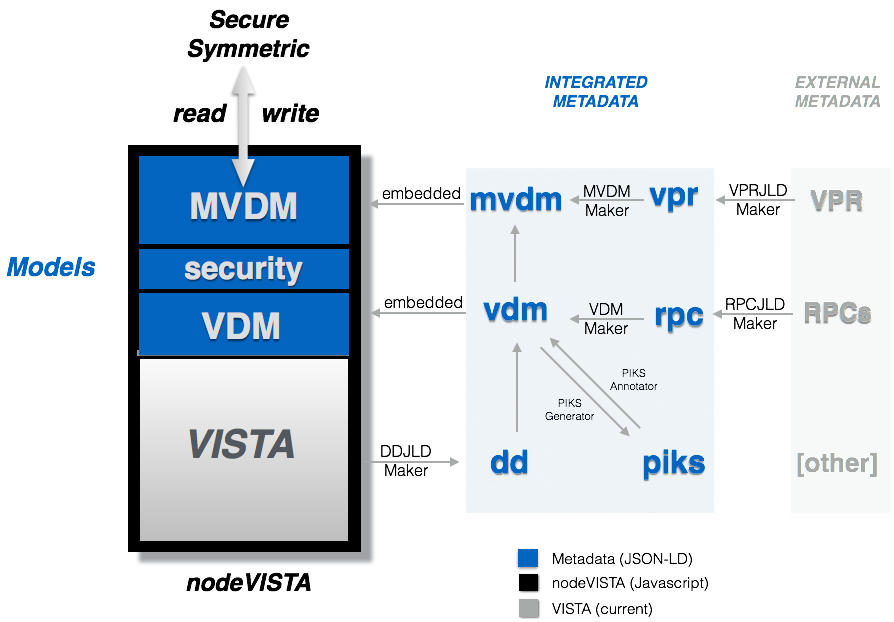 Secure
Symmetric
read write
INTEGRATED
METADATA
EXTERNAL
METADATA
MVDM
embedded
mvdm
MVDM
Maker
vpr
VPRJLD
Maker
VPR
Models
security
VDM
embedded
vdm
VDM
Maker
rpc
RPCJLD
Maker
RPCs
PIKS
Annotator
PIKS
Generator
VISTA
DDJLD
Maker
dd
piks
[other]
nodeVISTA
Metadata (JSON-LD)
nodeVISTA (Javascript)
VISTA (current)